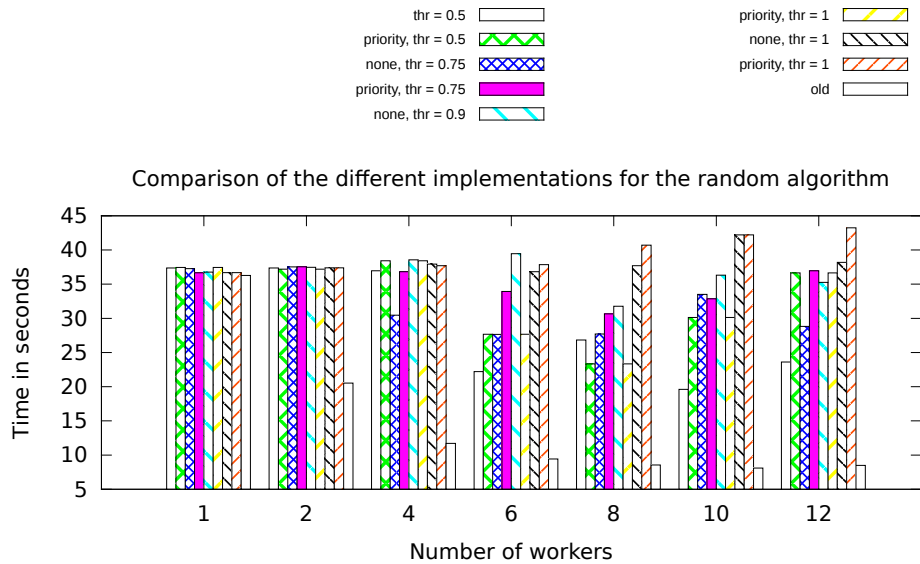 thr = 0.5
priority, thr = 0.5
none, thr = 0.75
priority, thr = 0.75
none, thr = 0.9
priority, thr = 1
none, thr = 1
priority, thr = 1
old
Comparison of the different implementations for the random algorithm
Time in seconds
45
40
35
30
25
20
15
10
5
1 2 4 6 8 10 12
Number of workers